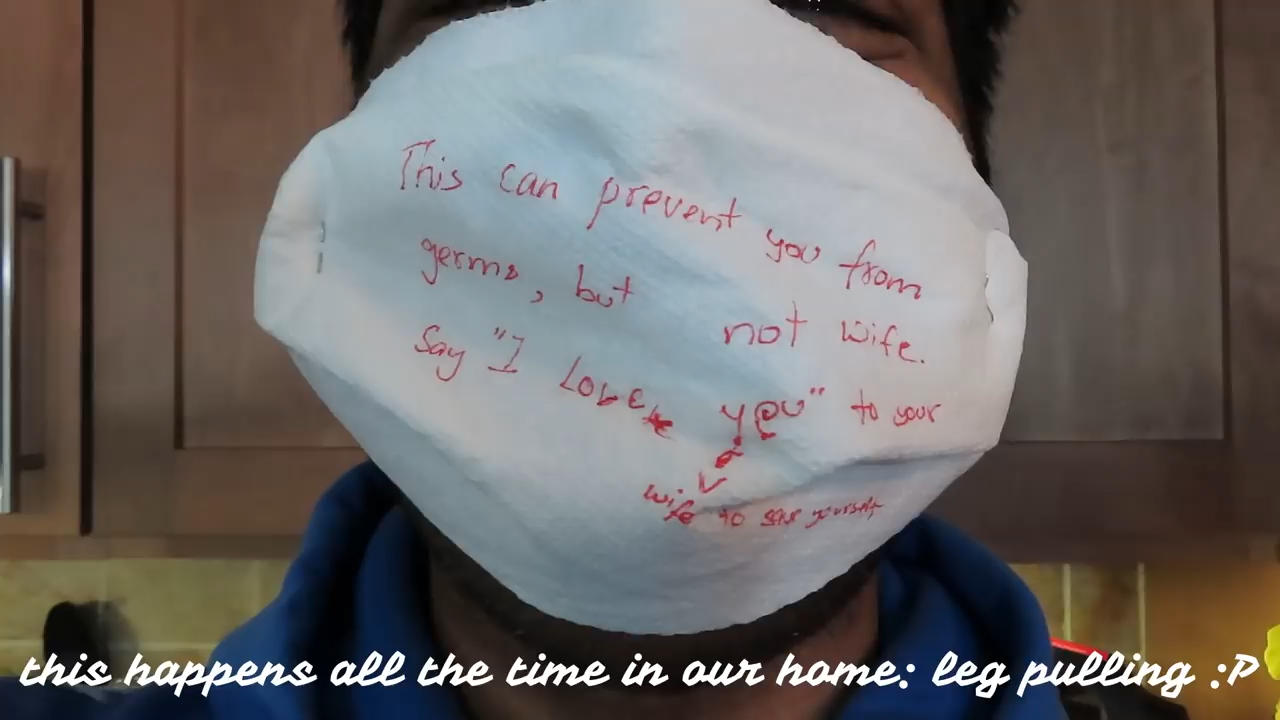 This can prevent you from
germs, but not wife.
Say "I Love you" to your
wife to save yourself
this happens all the time in our home: leg pulling :P